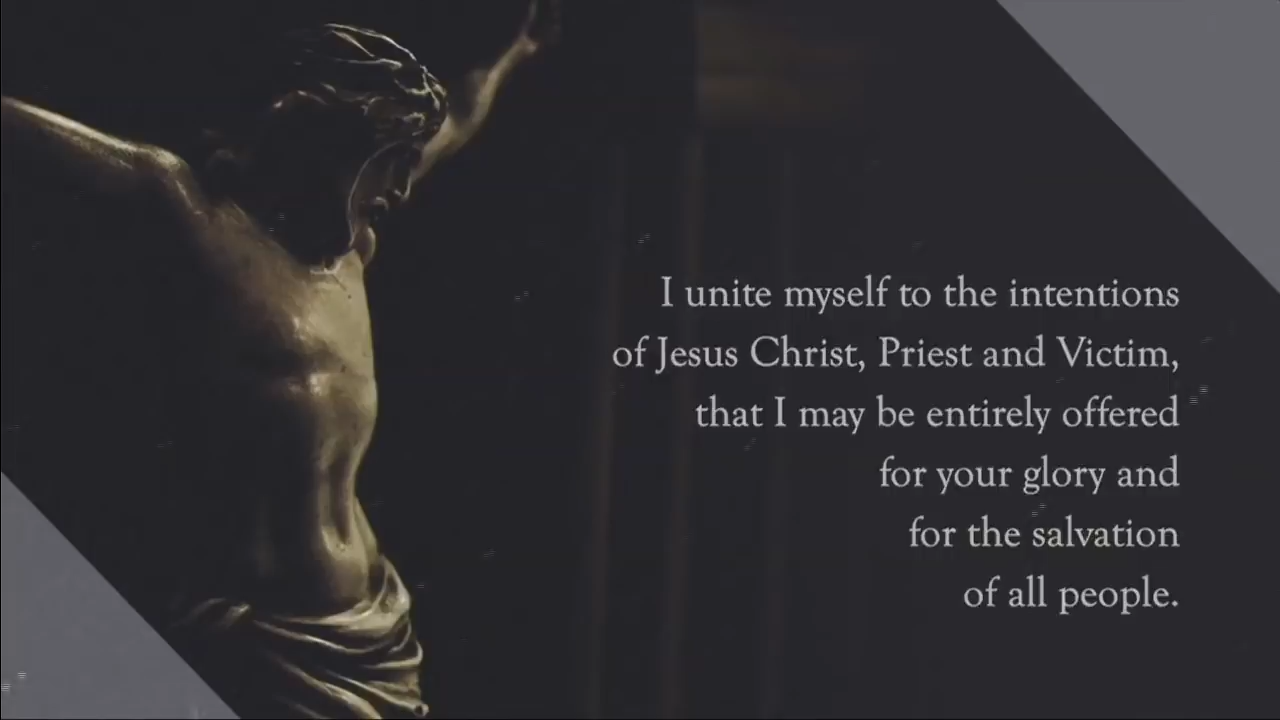 I unite myself to the intentions
of Jesus Christ, Priest and Victim,
that I may be entirely offered
for your glory and
for the salvation
of all people.